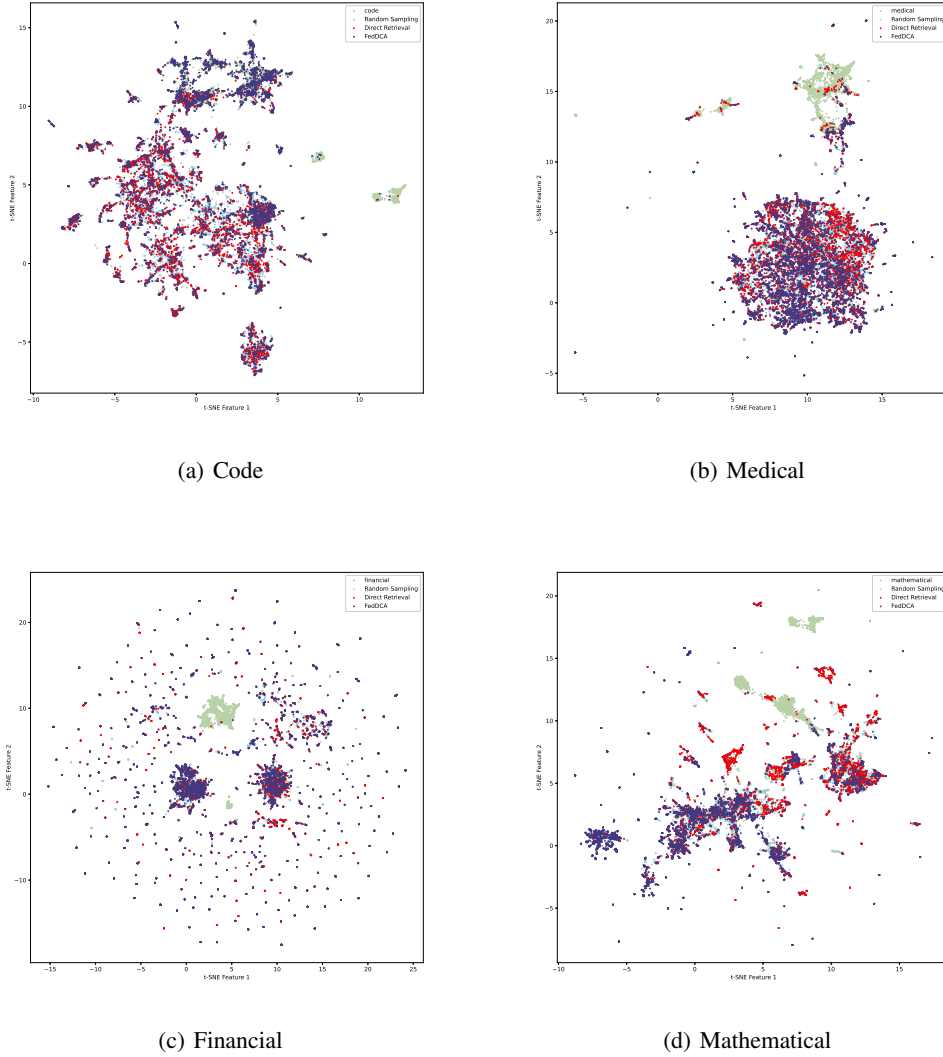 code
Random Sampling
Direct Retrieval
FedDCA
15
10
5
0
−5
−10
−5
0
5
10
t-SNE Feature 2
t-SNE Feature 1
(a) Code
medical
Random Sampling
Direct Retrieval
FedDCA
20
15
10
5
0
−5
−5
0
5
10
15
t-SNE Feature 2
t-SNE Feature 1
(b) Medical
financial
Random Sampling
Direct Retrieval
FedDCA
20
10
0
−10
−15
−10
−5
0
5
10
15
20
25
t-SNE Feature 2
t-SNE Feature 1
(c) Financial
mathematical
Random Sampling
Direct Retrieval
FedDCA
20
15
10
5
0
−5
−10
−5
0
5
10
15
t-SNE Feature 2
t-SNE Feature 1
(d) Mathematical